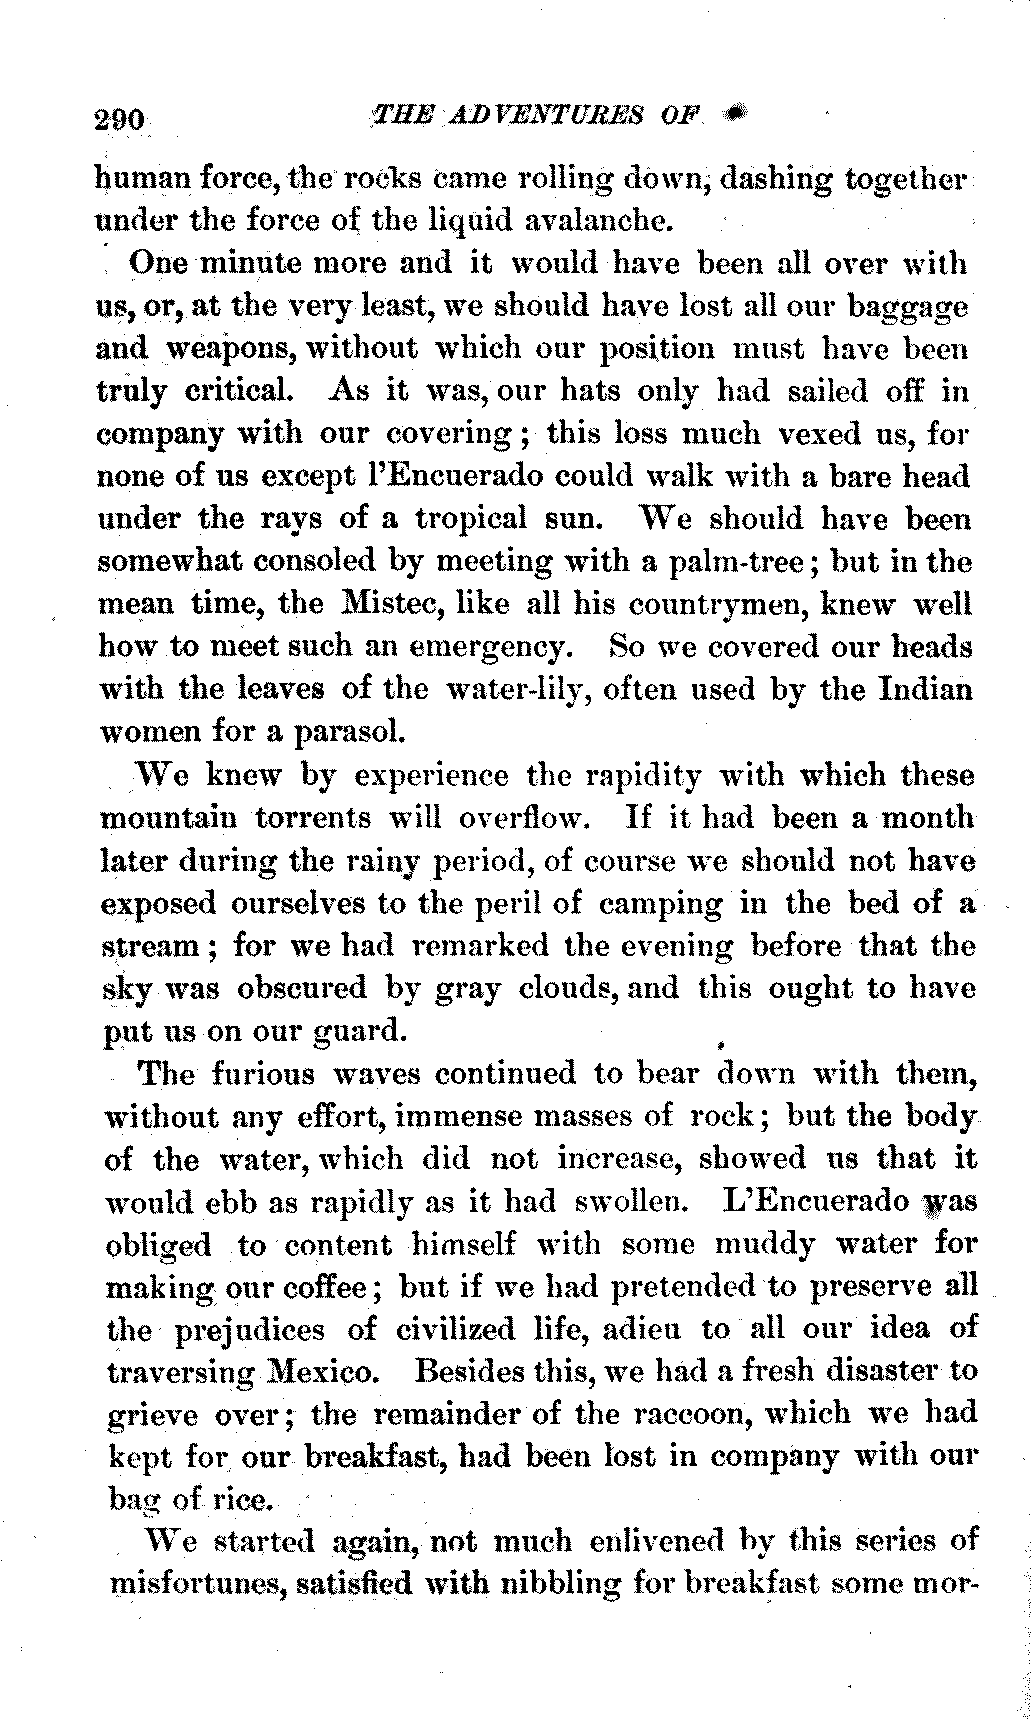 290 THE ADVENTURES OF
human force, the rocks came rolling down, dashing together
under the force of the liquid avalanche.
One minute more and it would have been all over with
us, or, at the very least, we should have lost all our baggage
and weapons, without which our position must have been
truly critical. As it was, our hats only had sailed off in
company with our covering; this loss much vexed us, for
none of us except l'Encuerado could walk with a bare head
under the rays of a tropical sun. We should have been
somewhat consoled by meeting with a palm-tree; but in the
mean time, the Mistec, like all his countrymen, knew well
how to meet such an emergency. So we covered our heads
with the leaves of the water-lily, often used by the Indian
women for a parasol.
We knew by experience the rapidity with which these
mountain torrents will overflow. If it had been a month
later during the rainy period, of course we should not have
exposed ourselves to the peril of camping in the bed of a
stream; for we had remarked the evening before that the
sky was obscured by gray clouds, and this ought to have
put us on our guard.
The furious waves continued to bear down with them,
without any effort, immense masses of rock; but the body
of the water, which did not increase, showed us that it
would ebb as rapidly as it had swollen. L'Encuerado was
obliged to content himself with some muddy water for
making our coffee; but if we had pretended to preserve all
the prejudices of civilized life, adieu to all our idea of
traversing Mexico. Besides this, we had a fresh disaster to
grieve over; the remainder of the raccoon, which we had
kept for our breakfast, had been lost in company with our
bag of rice.
We started again, not much enlivened by this series of
misfortunes, satisfied with nibbling for breakfast some mor-